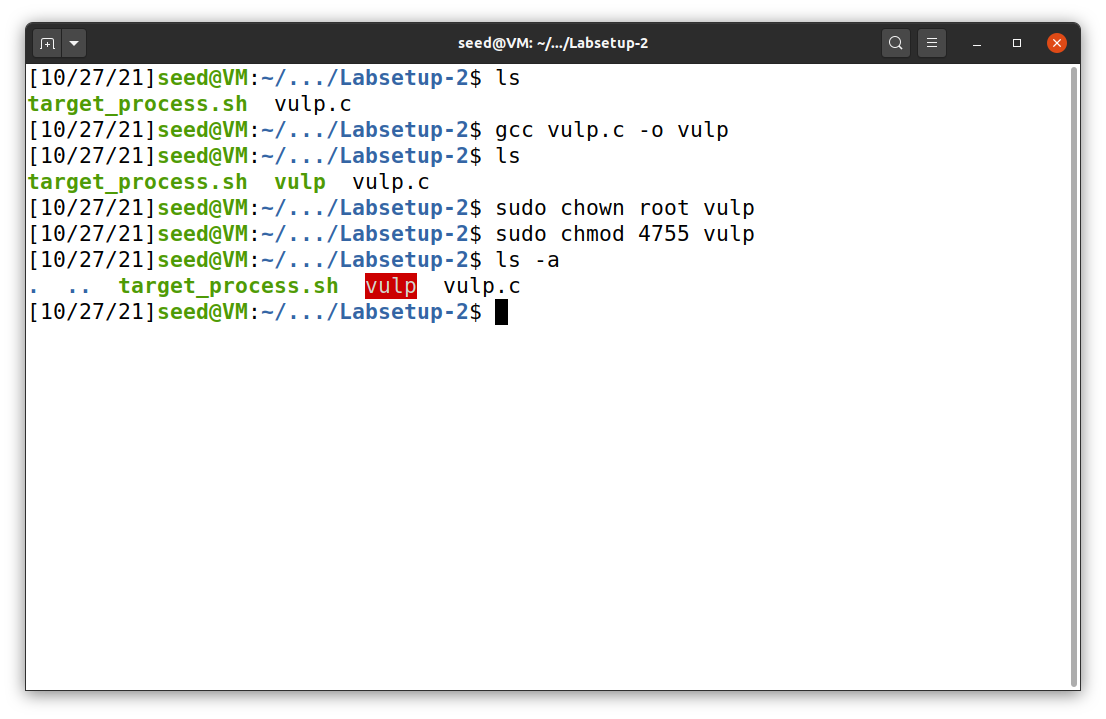 seed@VM: ~/.../Labsetup-2
[10/27/21]seed@VM:~/.../Labsetup-2$ ls
target_process.sh  vulp.c
[10/27/21]seed@VM:~/.../Labsetup-2$ gcc vulp.c -o vulp
[10/27/21]seed@VM:~/.../Labsetup-2$ ls
target_process.sh  vulp  vulp.c
[10/27/21]seed@VM:~/.../Labsetup-2$ sudo chown root vulp
[10/27/21]seed@VM:~/.../Labsetup-2$ sudo chmod 4755 vulp
[10/27/21]seed@VM:~/.../Labsetup-2$ ls -a
.  ..  target_process.sh  vulp  vulp.c
[10/27/21]seed@VM:~/.../Labsetup-2$